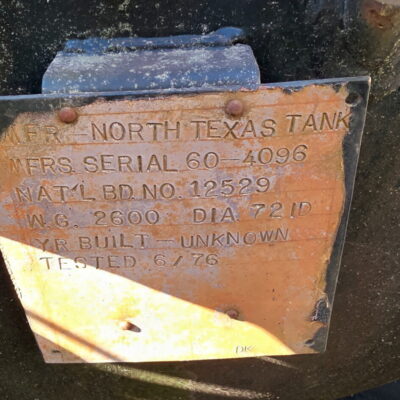 MFR - NORTH TEXAS TANK
MFRS. SERIAL 60-4096
NAT'L BD. NO. 12529
W.G. 2600 DIA. 72 ID
YR. BUILT - UNKNOWN
TESTED 6/76
DK